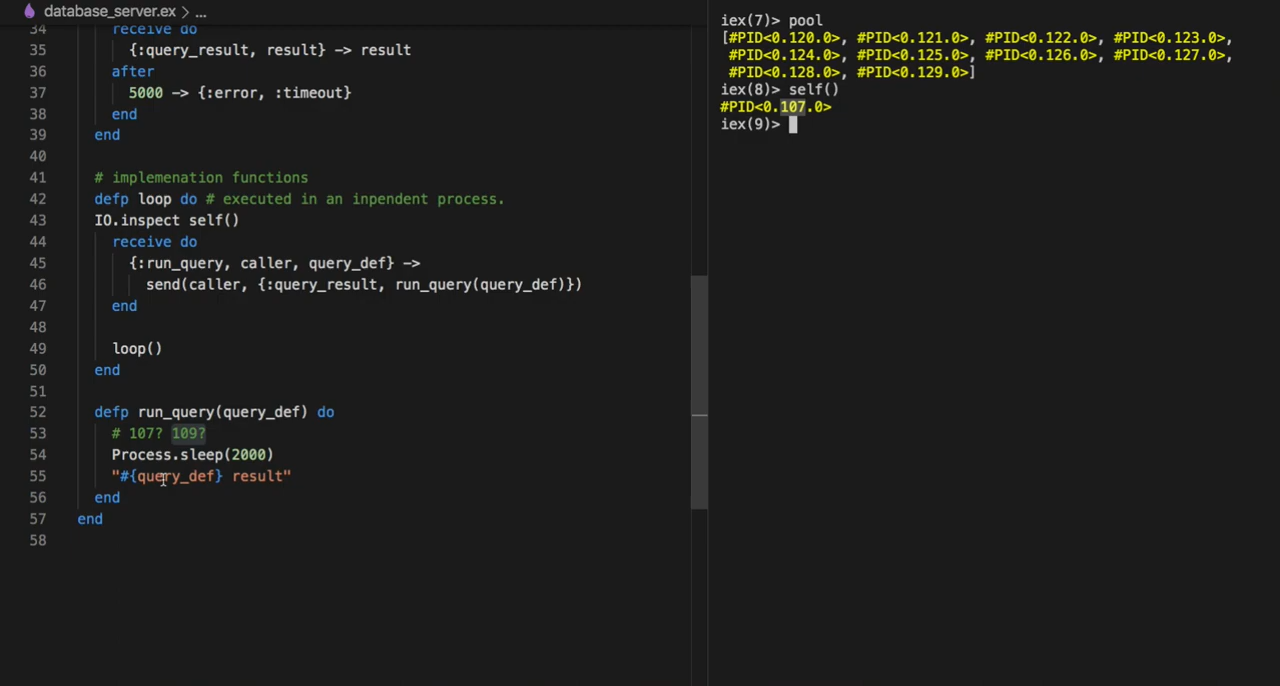 database_server.ex > ...
34 receive do
35 {:query_result, result} -> result
36 after
37 5000 -> {:error, :timeout}
38 end
39 end
40
41 # implemenation functions
42 defp loop do # executed in an inpendent process.
43 IO.inspect self()
44 receive do
45 {:run_query, caller, query_def} ->
46 send(caller, {:query_result, run_query(query_def)})
47 end
48
49 loop()
50 end
51
52 defp run_query(query_def) do
53 # 107? 109?
54 Process.sleep(2000)
55 "#{query_def} result"
56 end
57 end
58
iex(7)> pool
[#PID<0.120.0>, #PID<0.121.0>, #PID<0.122.0>, #PID<0.123.0>,
#PID<0.124.0>, #PID<0.125.0>, #PID<0.126.0>, #PID<0.127.0>,
#PID<0.128.0>, #PID<0.129.0>]
iex(8)> self()
#PID<0.107.0>
iex(9)>